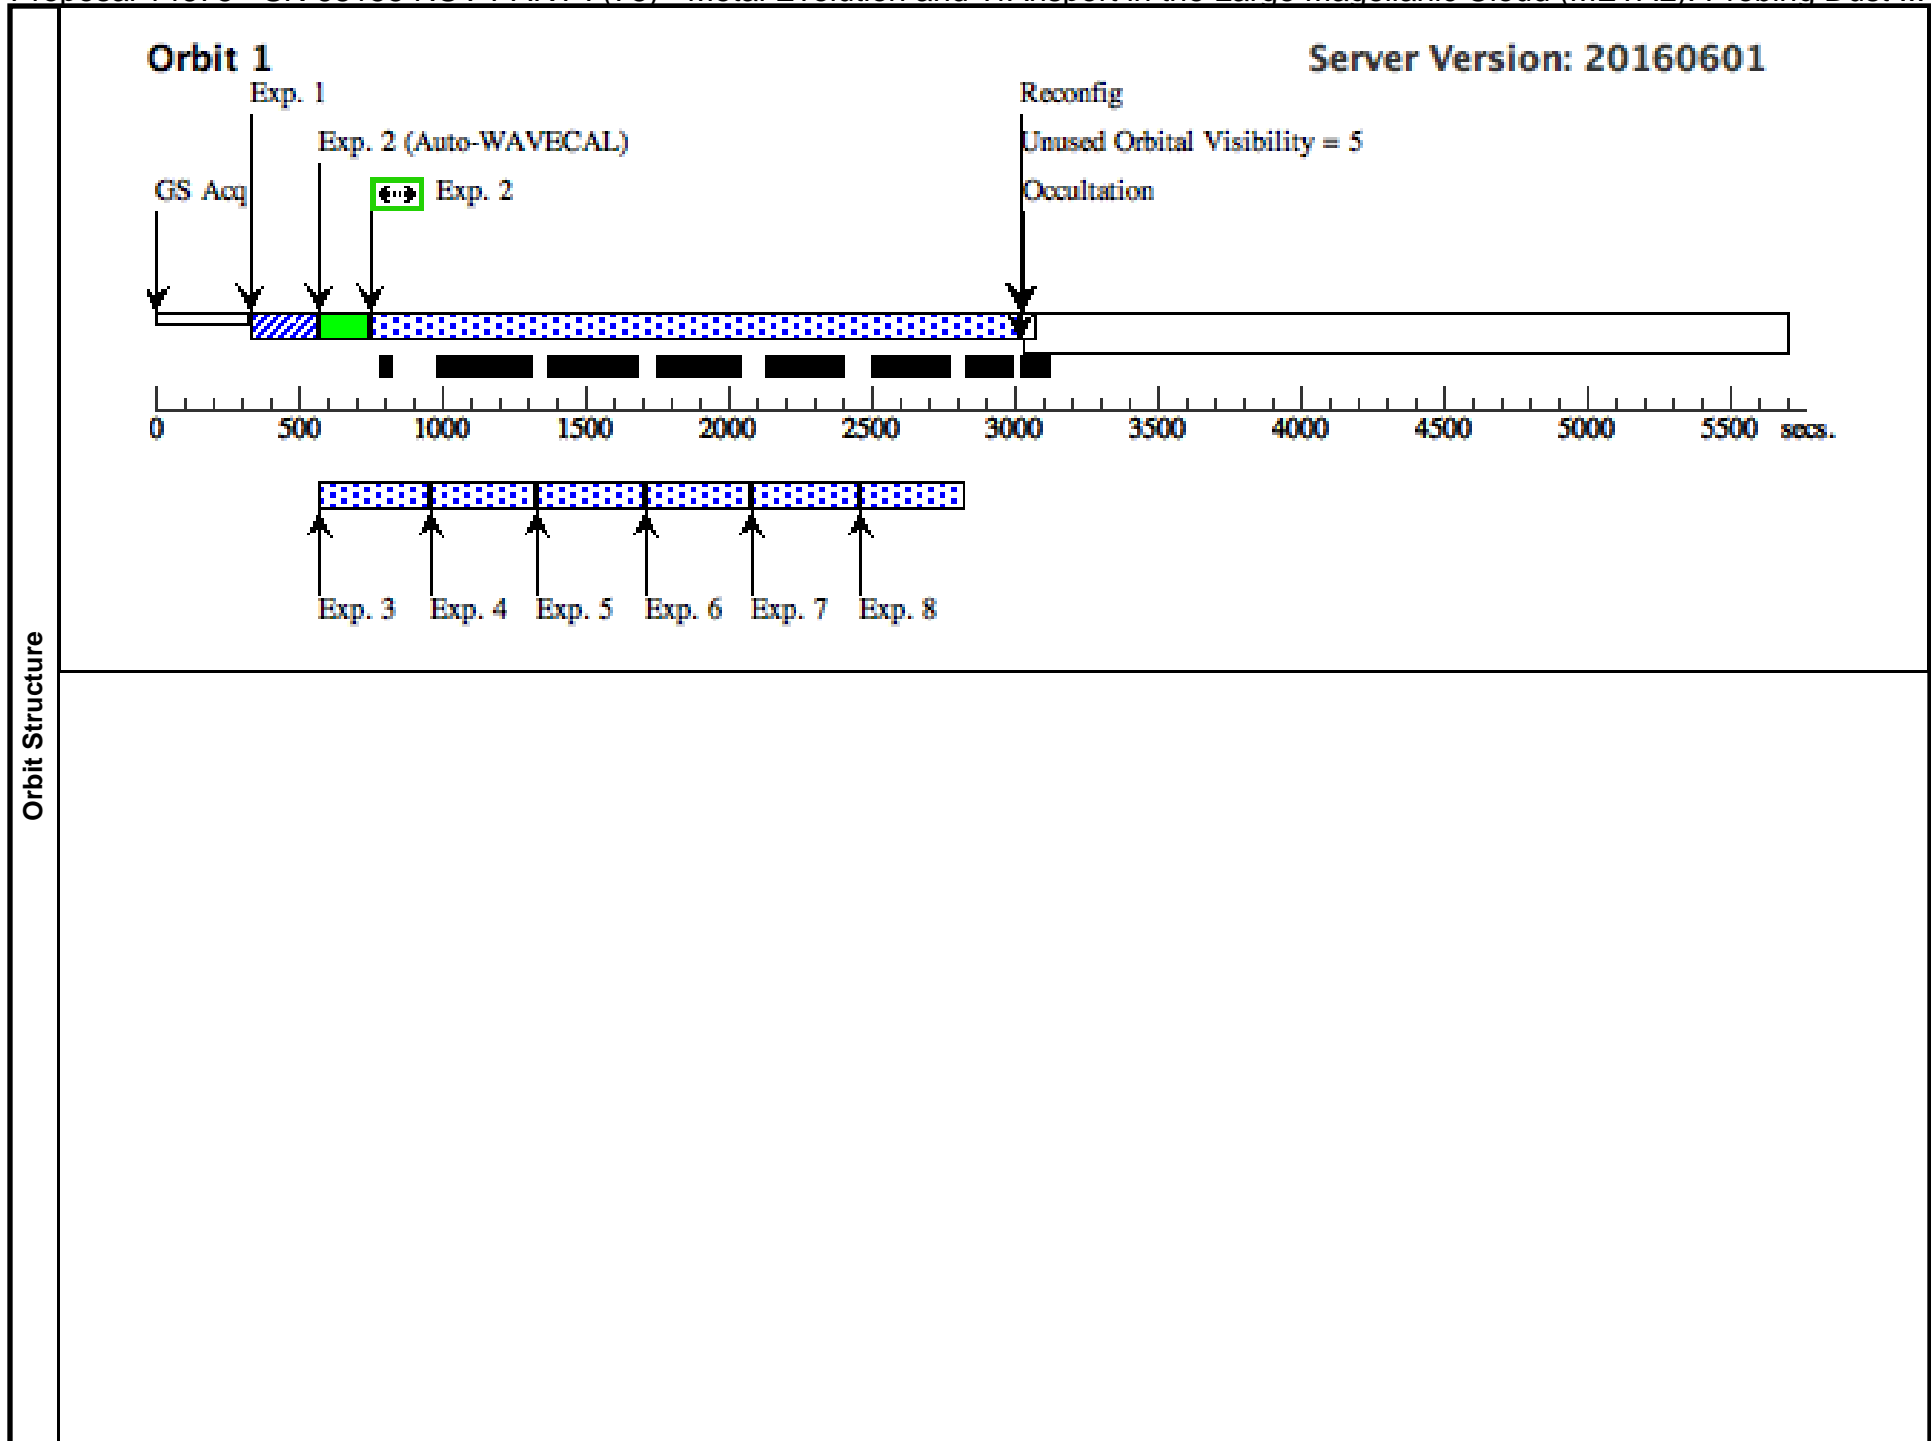 Orbit 1
Server Version: 20160601
Exp. 1
Reconfig
Exp. 2 (Auto-WAVECAL)
Unused Orbital Visibility = 5
GS Acq
Exp. 2
Occultation
0 500 1000 1500 2000 2500 3000 3500 4000 4500 5000 5500 secs.
Exp. 3 Exp. 4 Exp. 5 Exp. 6 Exp. 7 Exp. 8
Orbit Structure